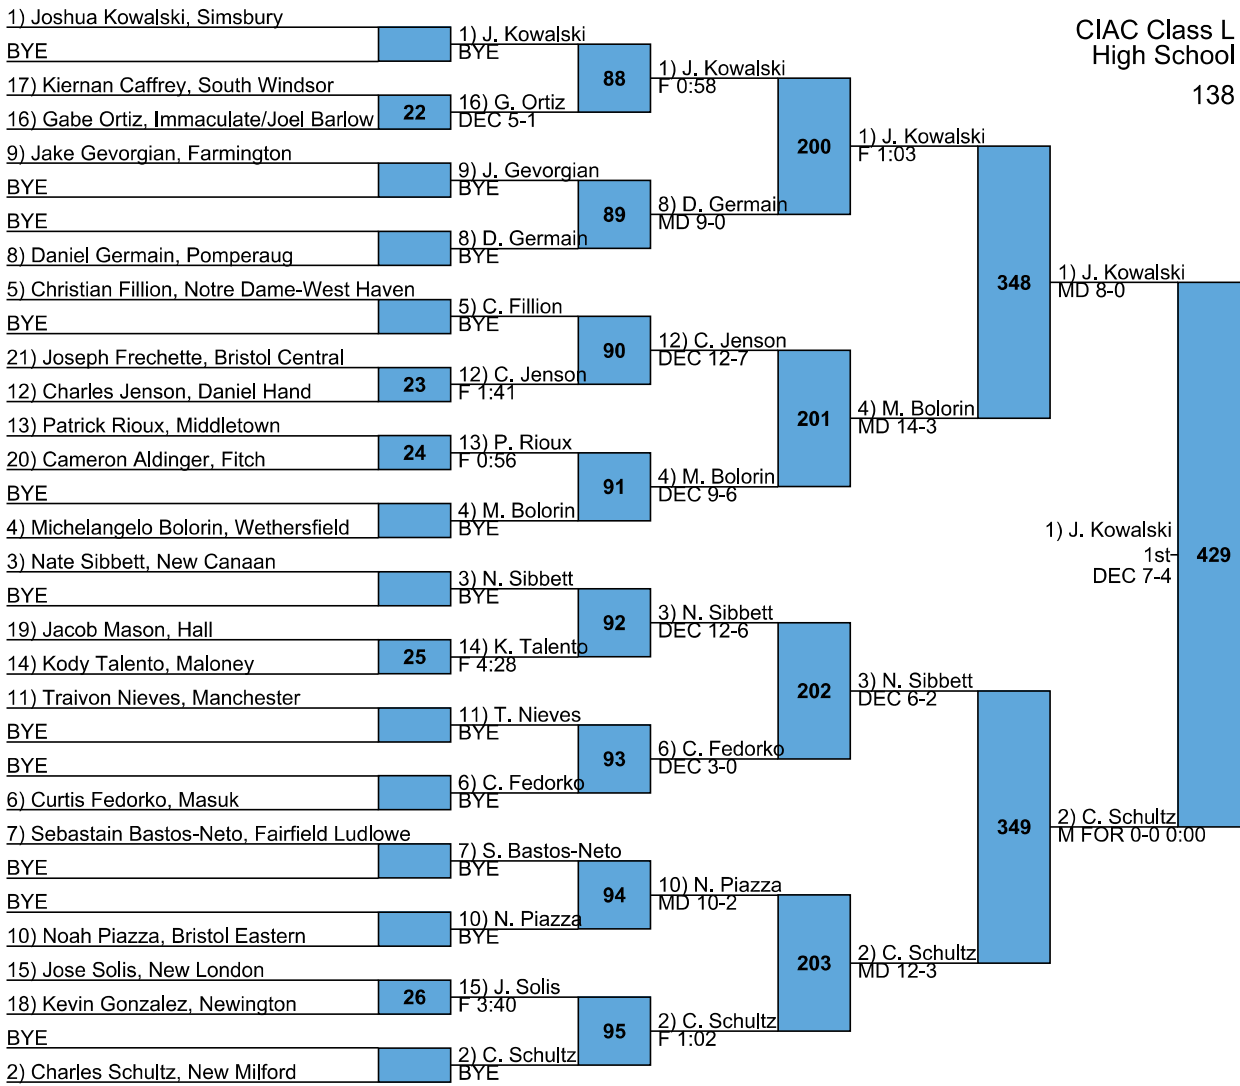 CIAC Class L
High School
138
1) Joshua Kowalski, Simsbury
BYE
17) Kiernan Caffrey, South Windsor
16) Gabe Ortiz, Immaculate/Joel Barlow
9) Jake Gevorgian, Farmington
BYE
BYE
8) Daniel Germain, Pomperaug
5) Christian Fillion, Notre Dame-West Haven
BYE
21) Joseph Frechette, Bristol Central
12) Charles Jenson, Daniel Hand
13) Patrick Rioux, Middletown
20) Cameron Aldinger, Fitch
BYE
4) Michelangelo Bolorin, Wethersfield
3) Nate Sibbett, New Canaan
BYE
19) Jacob Mason, Hall
14) Kody Talento, Maloney
11) Traivon Nieves, Manchester
BYE
BYE
6) Curtis Fedorko, Masuk
7) Sebastain Bastos-Neto, Fairfield Ludlowe
BYE
BYE
10) Noah Piazza, Bristol Eastern
15) Jose Solis, New London
18) Kevin Gonzalez, Newington
BYE
2) Charles Schultz, New Milford
22
23
24
25
26
1) J. Kowalski
BYE
16) G. Ortiz
DEC 5-1
9) J. Gevorgian
BYE
8) D. Germain
BYE
5) C. Fillion
BYE
12) C. Jenson
F 1:41
13) P. Rioux
F 0:56
4) M. Bolorin
BYE
3) N. Sibbett
BYE
14) K. Talento
F 4:28
11) T. Nieves
BYE
6) C. Fedorko
BYE
7) S. Bastos-Neto
BYE
10) N. Piazza
BYE
15) J. Solis
F 3:40
2) C. Schultz
BYE
88
89
90
91
92
93
94
95
1) J. Kowalski
F 0:58
8) D. Germain
MD 9-0
12) C. Jenson
DEC 12-7
4) M. Bolorin
DEC 9-6
3) N. Sibbett
DEC 12-6
6) C. Fedorko
DEC 3-0
10) N. Piazza
MD 10-2
2) C. Schultz
F 1:02
200
201
202
203
1) J. Kowalski
F 1:03
4) M. Bolorin
MD 14-3
3) N. Sibbett
DEC 6-2
2) C. Schultz
MD 12-3
348
349
1) J. Kowalski
MD 8-0
2) C. Schultz
M FOR 0-0 0:00
429
1) J. Kowalski
1st
DEC 7-4